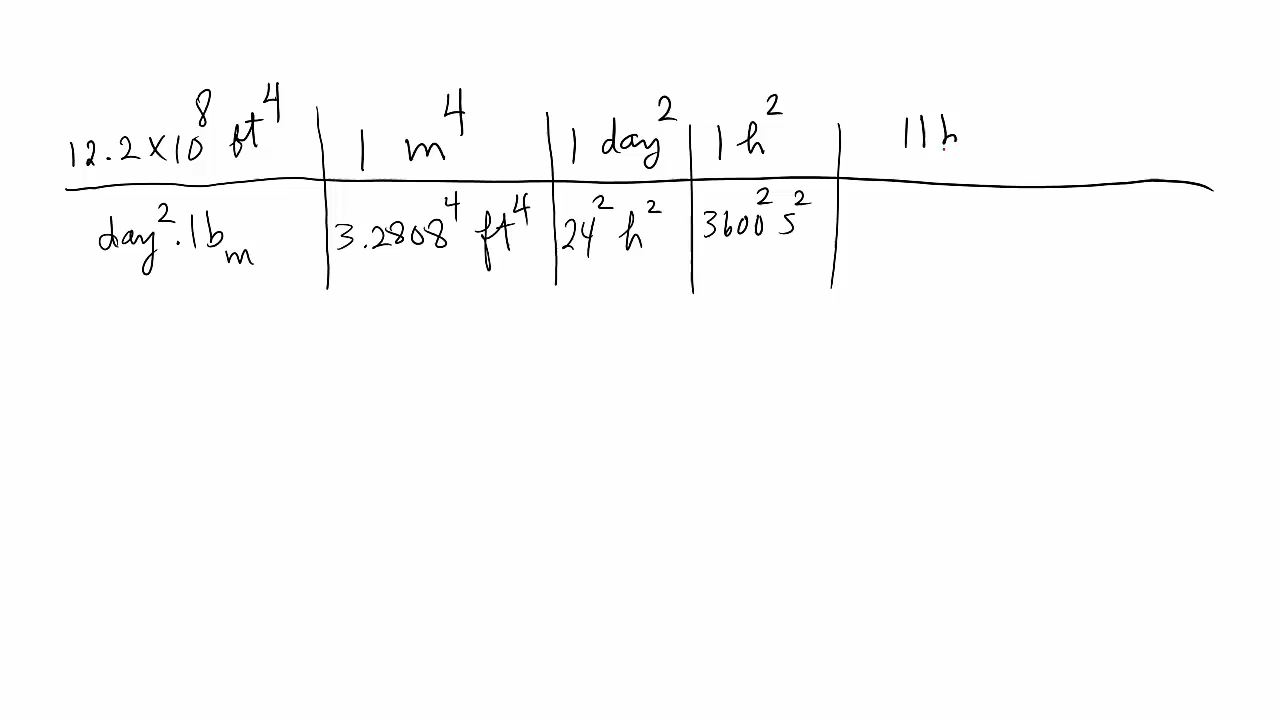 12.2×10⁸ ft⁴ | 1 m⁴ | 1 day² | 1 h² | 11h
day².lbₘ | 3.2808⁴ ft⁴ | 24² h² | 3600² s² |